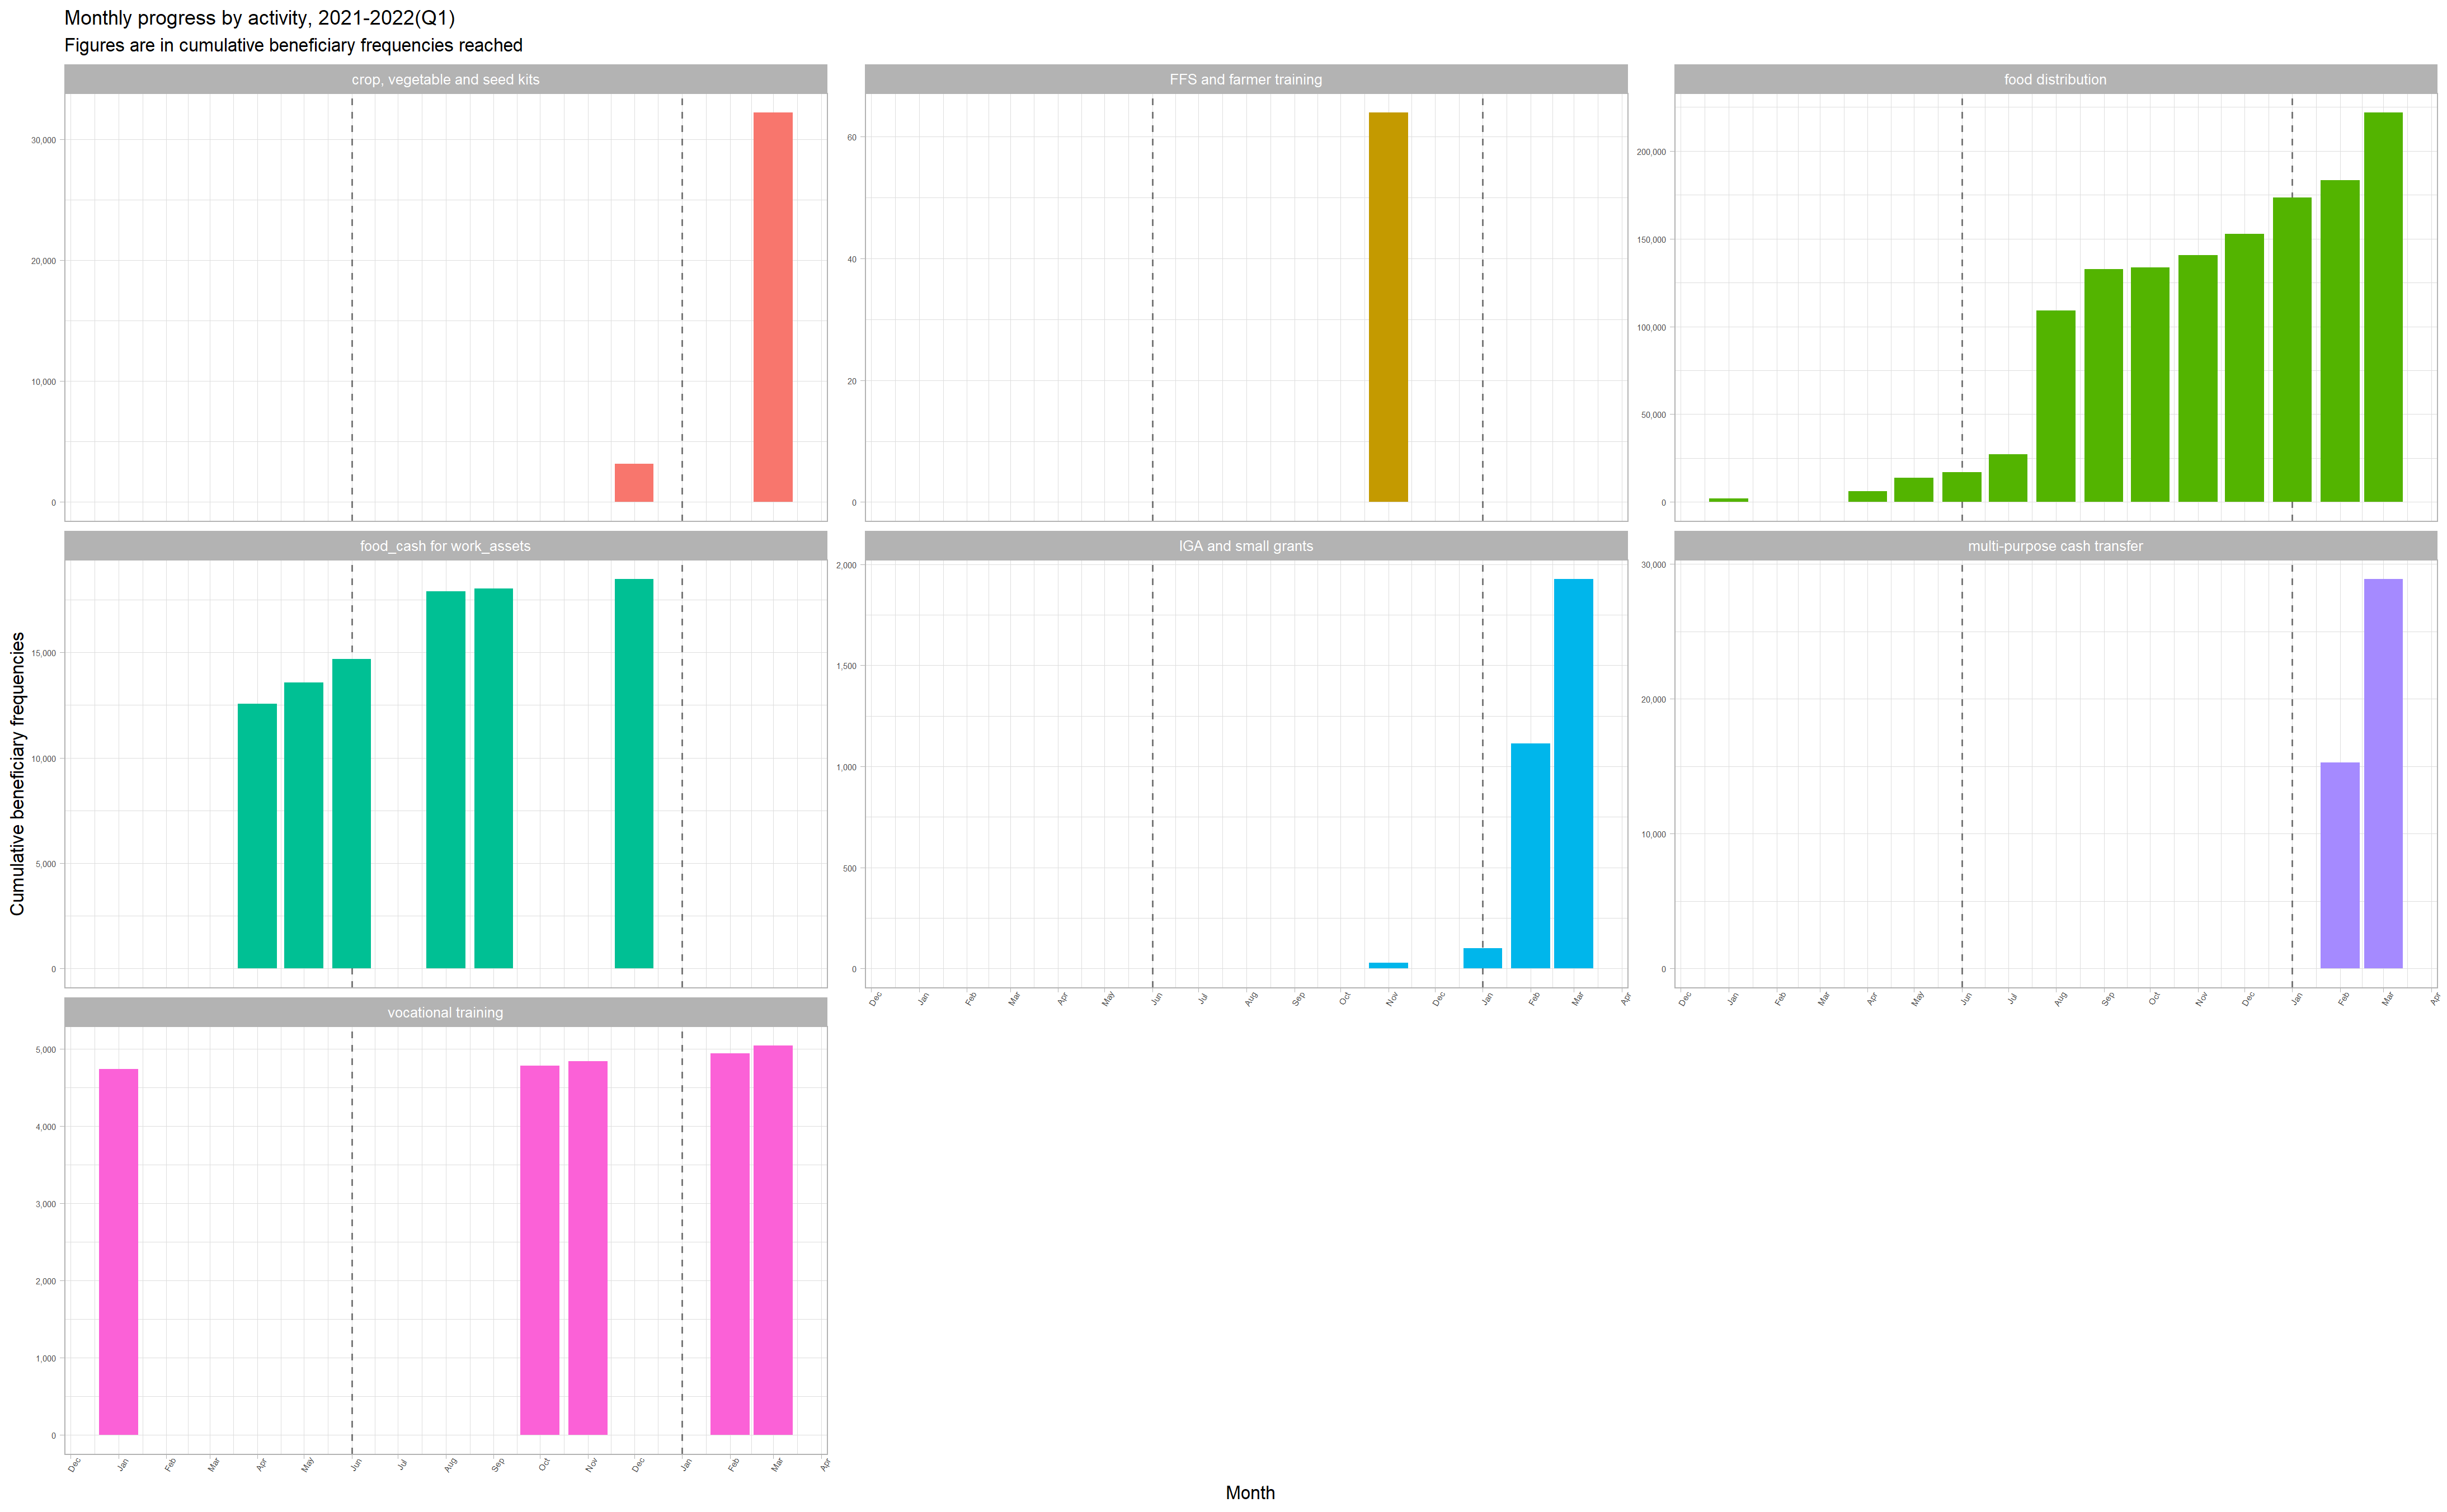 Monthly progress by activity, 2021-2022(Q1)
Figures are in cumulative beneficiary frequencies reached
crop, vegetable and seed kits
30,000
20,000
10,000
0
FFS and farmer training
60
40
20
0
food distribution
200,000
150,000
100,000
50,000
0
food_cash for work_assets
15,000
10,000
5,000
0
IGA and small grants
2,000
1,500
1,000
500
0
Dec Jan Feb Mar Apr May Jun Jul Aug Sep Oct Nov Dec Jan Feb Mar Apr
multi-purpose cash transfer
30,000
20,000
10,000
0
Dec Jan Feb Mar Apr May Jun Jul Aug Sep Oct Nov Dec Jan Feb Mar Apr
vocational training
5,000
4,000
3,000
2,000
1,000
0
Dec Jan Feb Mar Apr May Jun Jul Aug Sep Oct Nov Dec Jan Feb Mar Apr
Cumulative beneficiary frequencies
Month